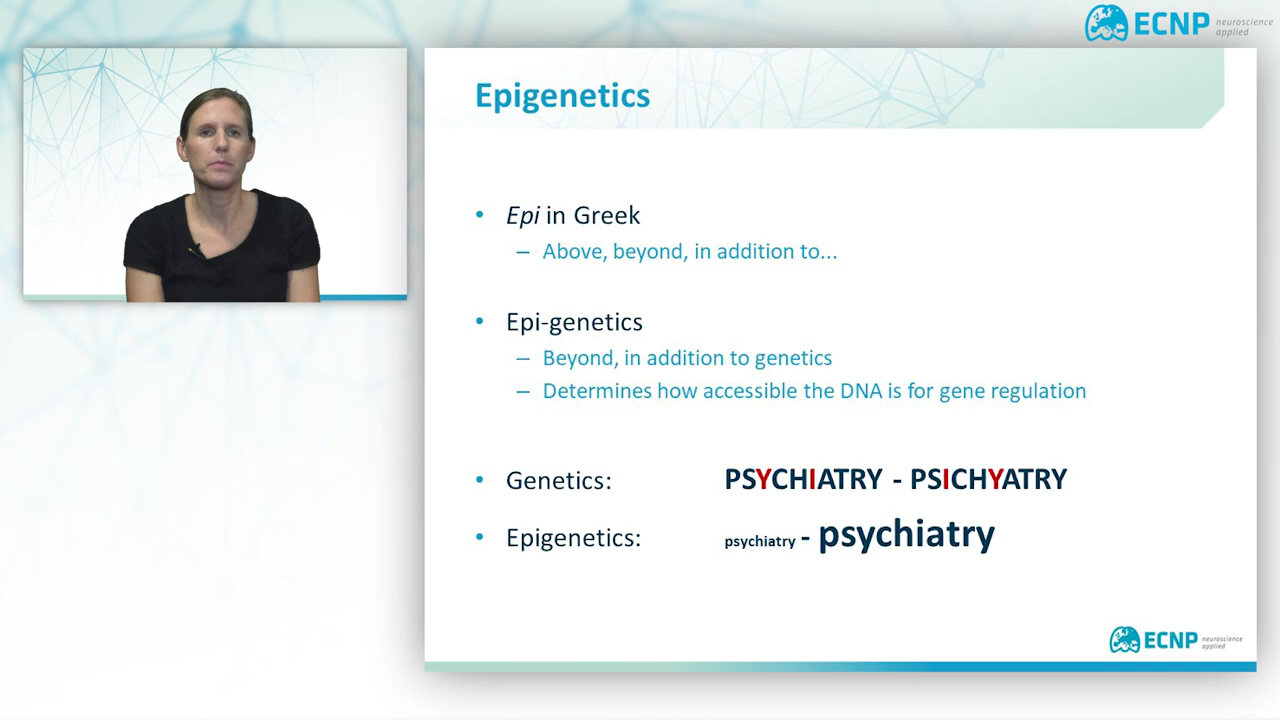 ECNP neuroscience
applied
Epigenetics
• Epi in Greek
– Above, beyond, in addition to...
• Epi-genetics
– Beyond, in addition to genetics
– Determines how accessible the DNA is for gene regulation
• Genetics: PSYCHIATRY - PSICHYATRY
• Epigenetics: psychiatry - psychiatry
ECNP neuroscience
applied